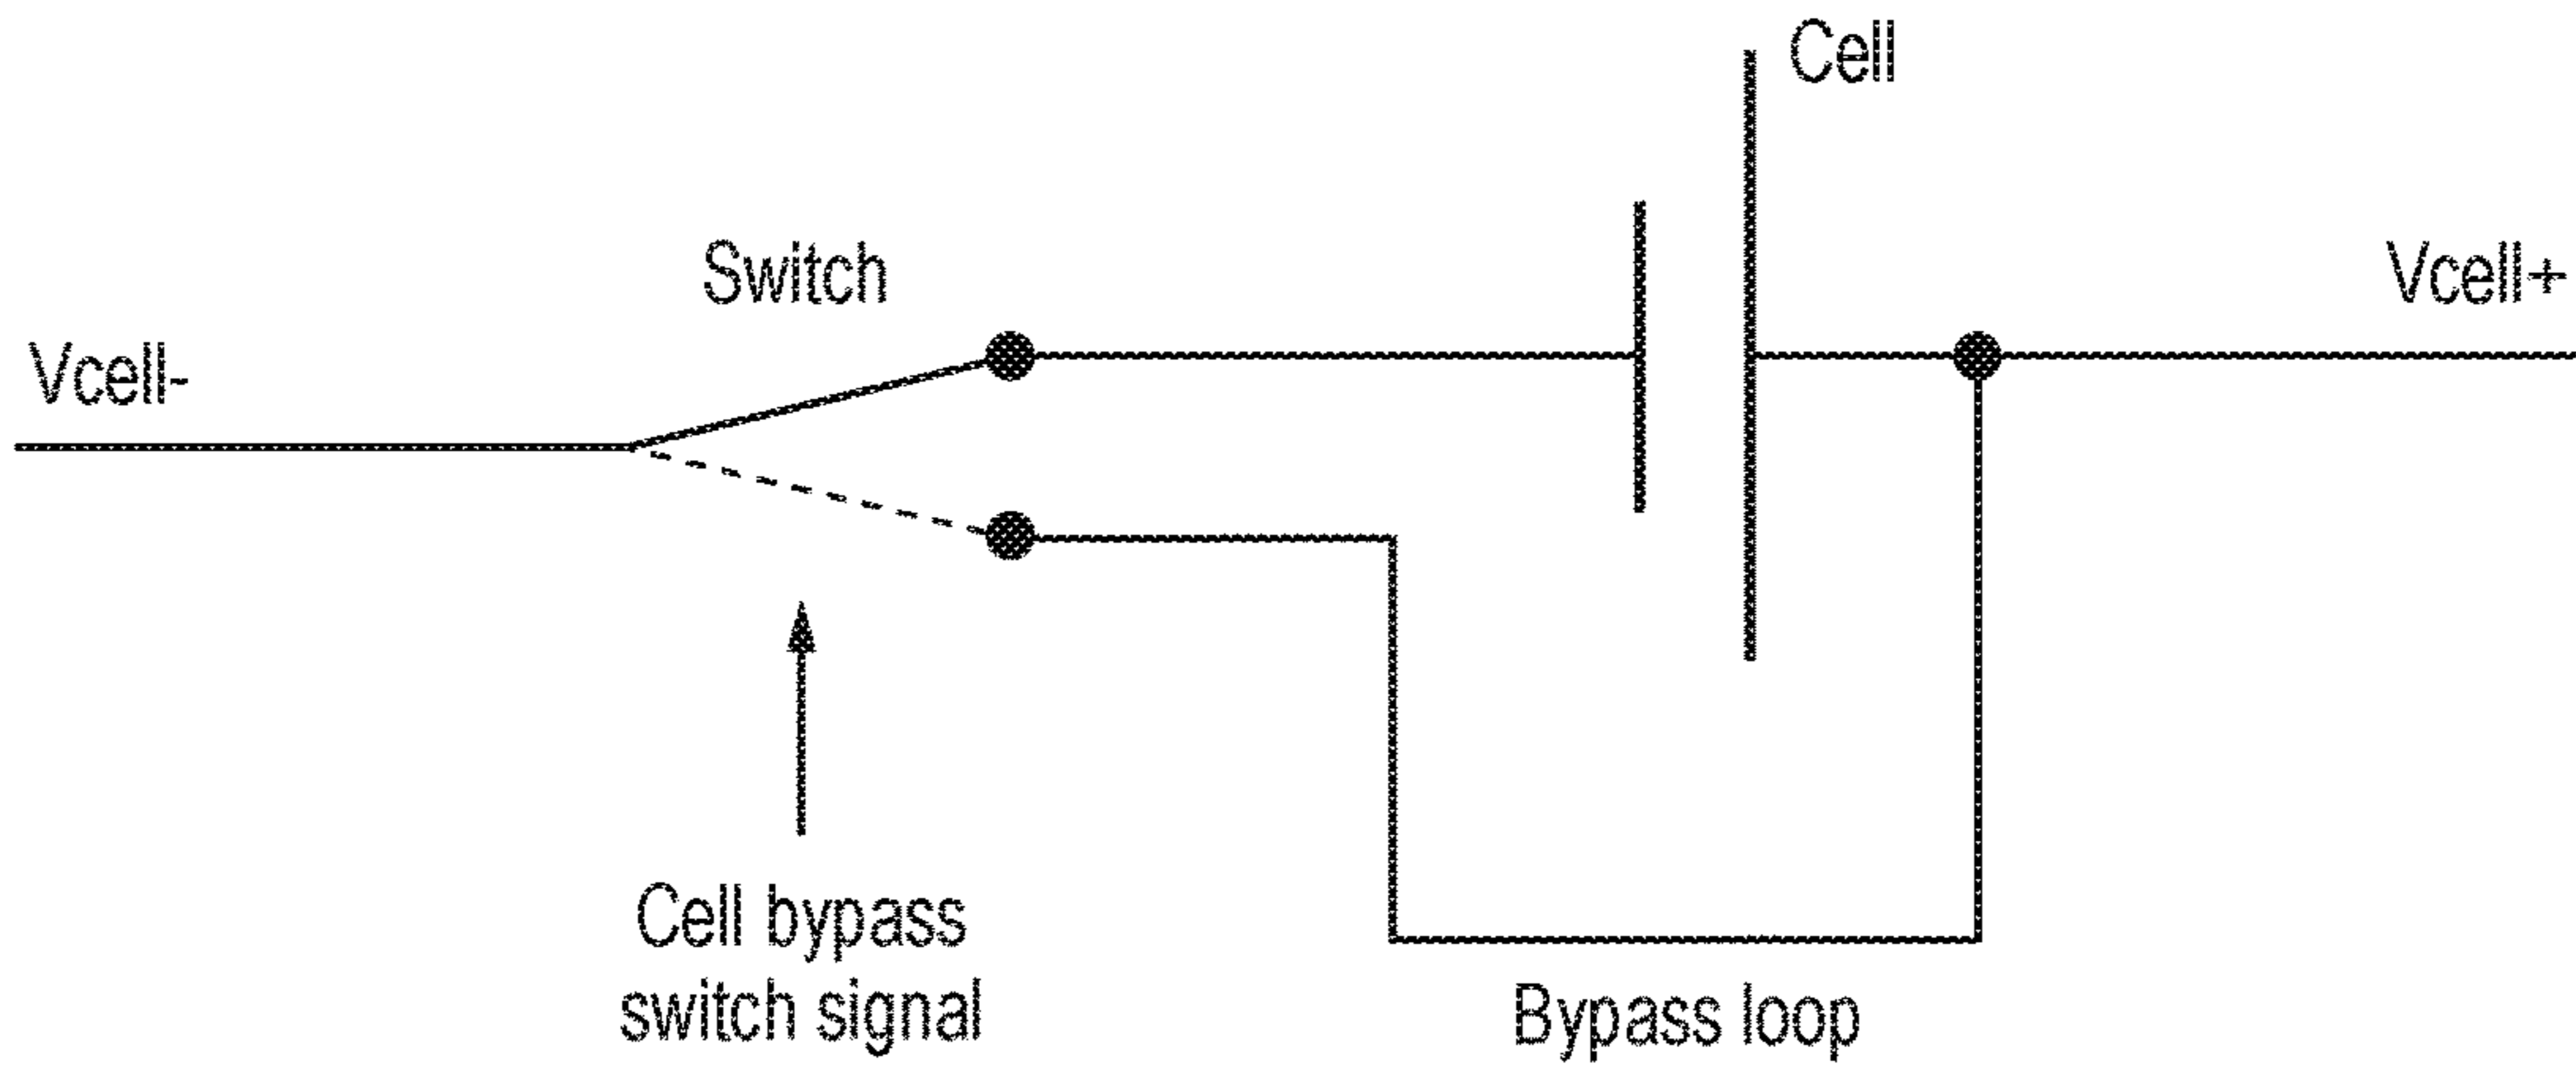 Cell
Switch
Vcell+
Vcell-
Cell bypass
switch signal
Bypass loop